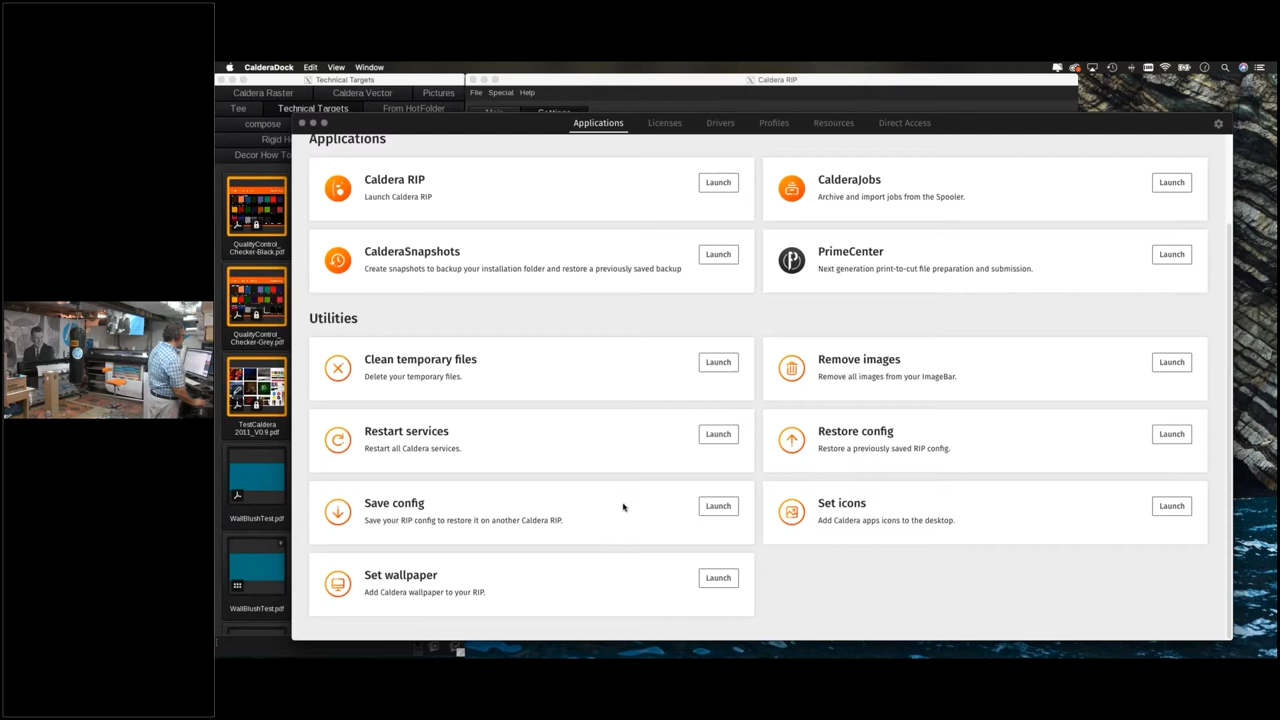 CalderaDock Edit View Window
Technical Targets
Caldera RIP
Caldera Raster Caldera Vector Pictures
File Special Help
Tee Technical Targets From HotFolder
compose
Rigid H
Decor How To
Applications Licenses Drivers Profiles Resources Direct Access
Applications
Caldera RIP
Launch Caldera RIP
Launch
CalderaJobs
Archive and import jobs from the Spooler.
Launch
CalderaSnapshots
Create snapshots to backup your installation folder and restore a previously saved backup
Launch
PrimeCenter
Next generation print-to-cut file preparation and submission.
Launch
Utilities
Clean temporary files
Delete your temporary files.
Launch
Remove images
Remove all images from your ImageBar.
Launch
Restart services
Restart all Caldera services.
Launch
Restore config
Restore a previously saved RIP config.
Launch
Save config
Save your RIP config to restore it on another Caldera RIP.
Launch
Set icons
Add Caldera apps icons to the desktop.
Launch
Set wallpaper
Add Caldera wallpaper to your RIP.
Launch
QualityControl_
Checker-Black.pdf
QualityControl_
Checker-Grey.pdf
TestCaldera
2011_V0.9.pdf
WallBlushTest.pdf
WallBlushTest.pdf